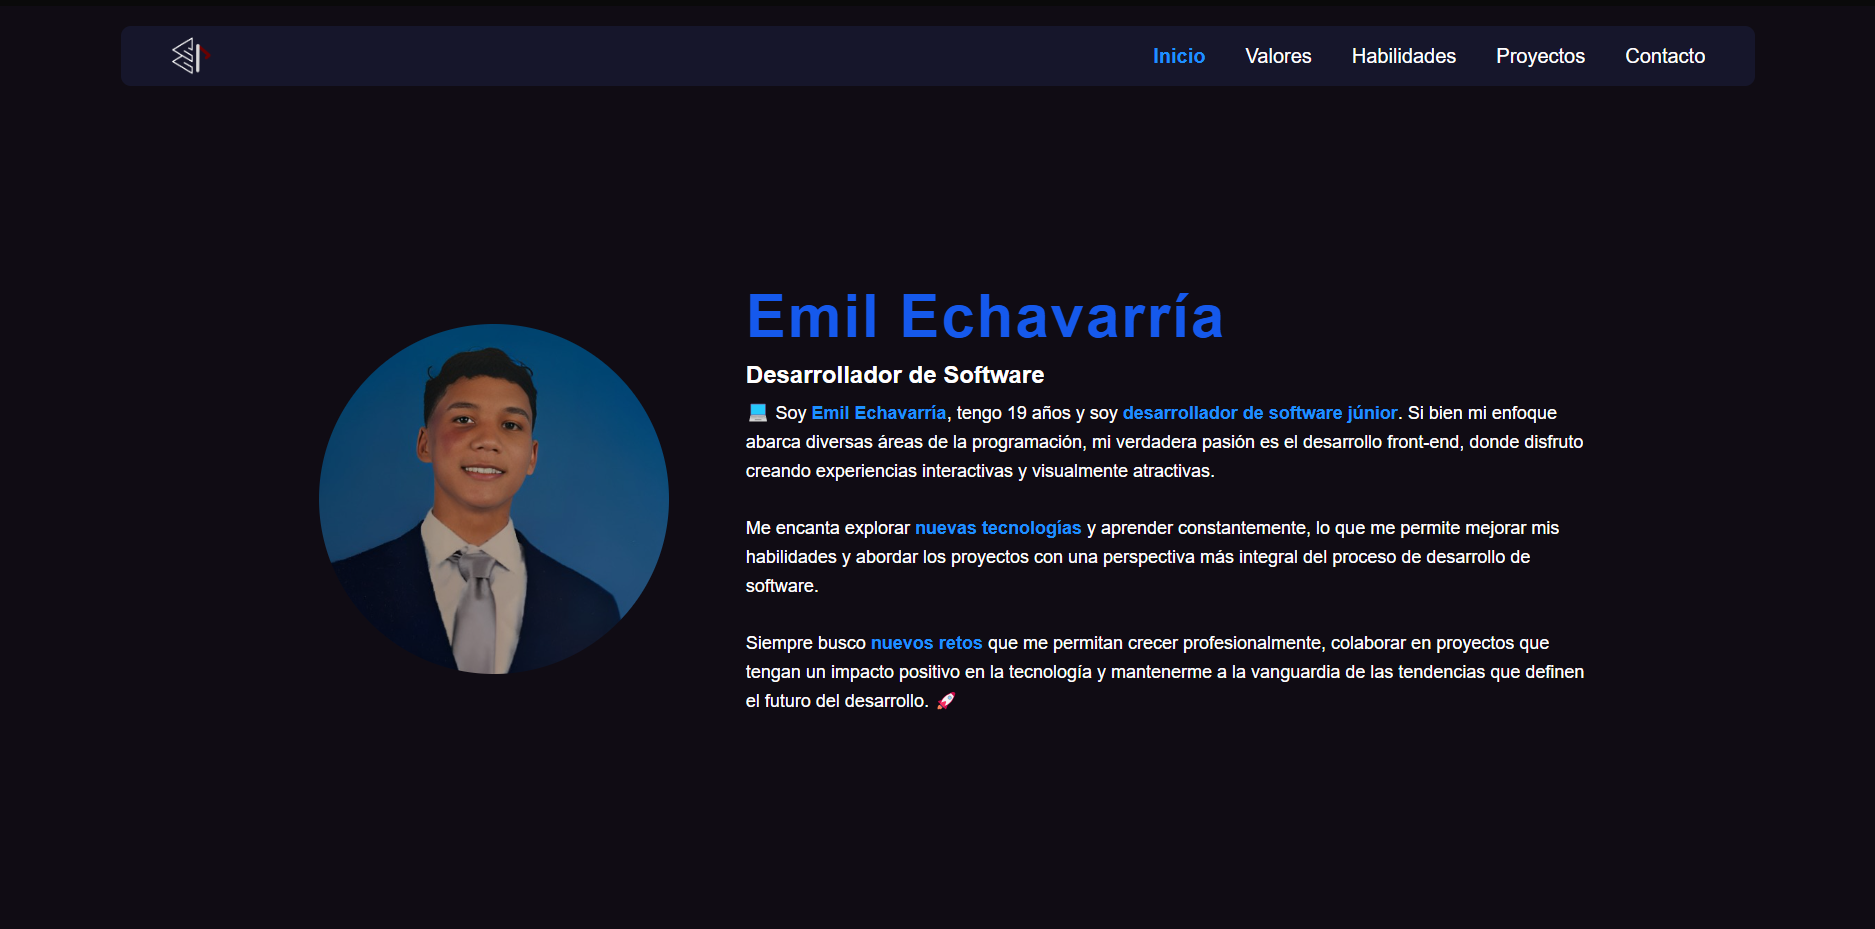 Inicio Valores Habilidades Proyectos Contacto
Emil Echavarría
Desarrollador de Software
💻 Soy Emil Echavarría, tengo 19 años y soy desarrollador de software júnior. Si bien mi enfoque
abarca diversas áreas de la programación, mi verdadera pasión es el desarrollo front-end, donde disfruto
creando experiencias interactivas y visualmente atractivas.
Me encanta explorar nuevas tecnologías y aprender constantemente, lo que me permite mejorar mis
habilidades y abordar los proyectos con una perspectiva más integral del proceso de desarrollo de
software.
Siempre busco nuevos retos que me permitan crecer profesionalmente, colaborar en proyectos que
tengan un impacto positivo en la tecnología y mantenerme a la vanguardia de las tendencias que definen
el futuro del desarrollo. 🚀